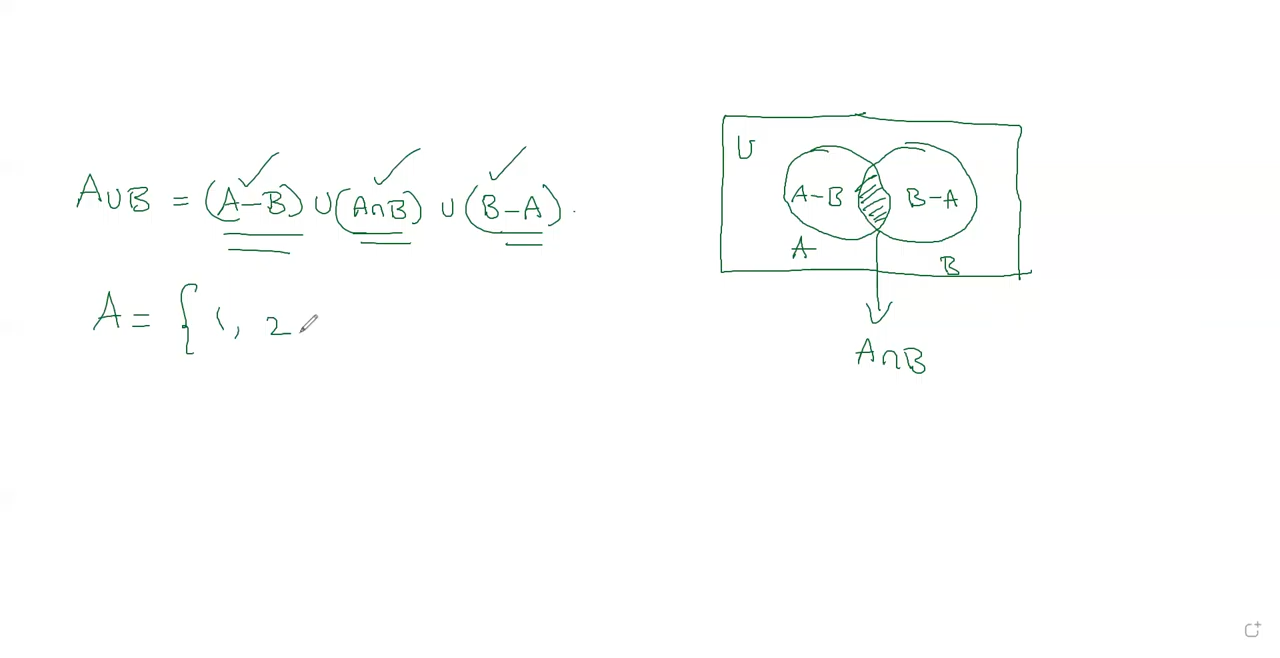 A∪B = (A−B) ∪ (A∩B) ∪ (B−A).
A = { 1, 2
U
A−B
B−A
A
B
A∩B